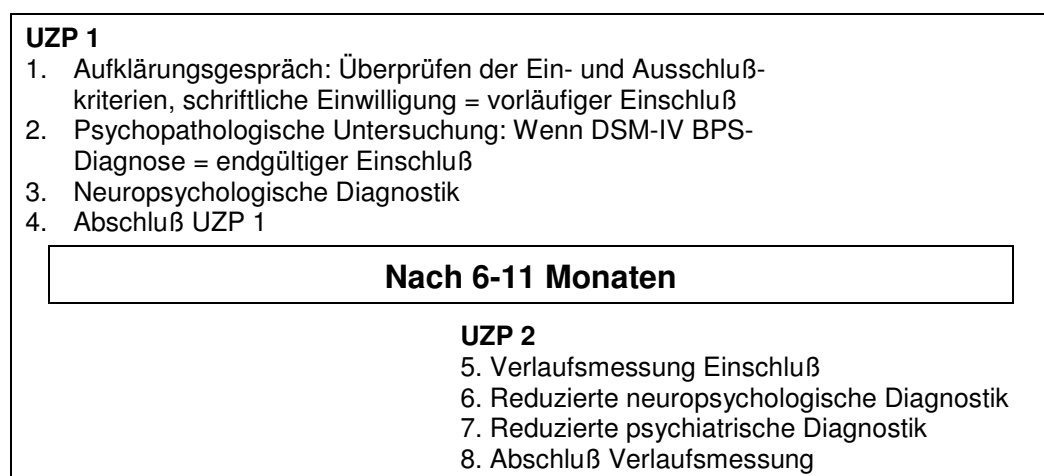 UZP 1
1. Aufklärungsgespräch: Überprüfen der Ein- und Ausschluß-
kriterien, schriftliche Einwilligung = vorläufiger Einschluß
2. Psychopathologische Untersuchung: Wenn DSM-IV BPS-
Diagnose = endgültiger Einschluß
3. Neuropsychologische Diagnostik
4. Abschluß UZP 1
Nach 6-11 Monaten
UZP 2
5. Verlaufsmessung Einschluß
6. Reduzierte neuropsychologische Diagnostik
7. Reduzierte psychiatrische Diagnostik
8. Abschluß Verlaufsmessung